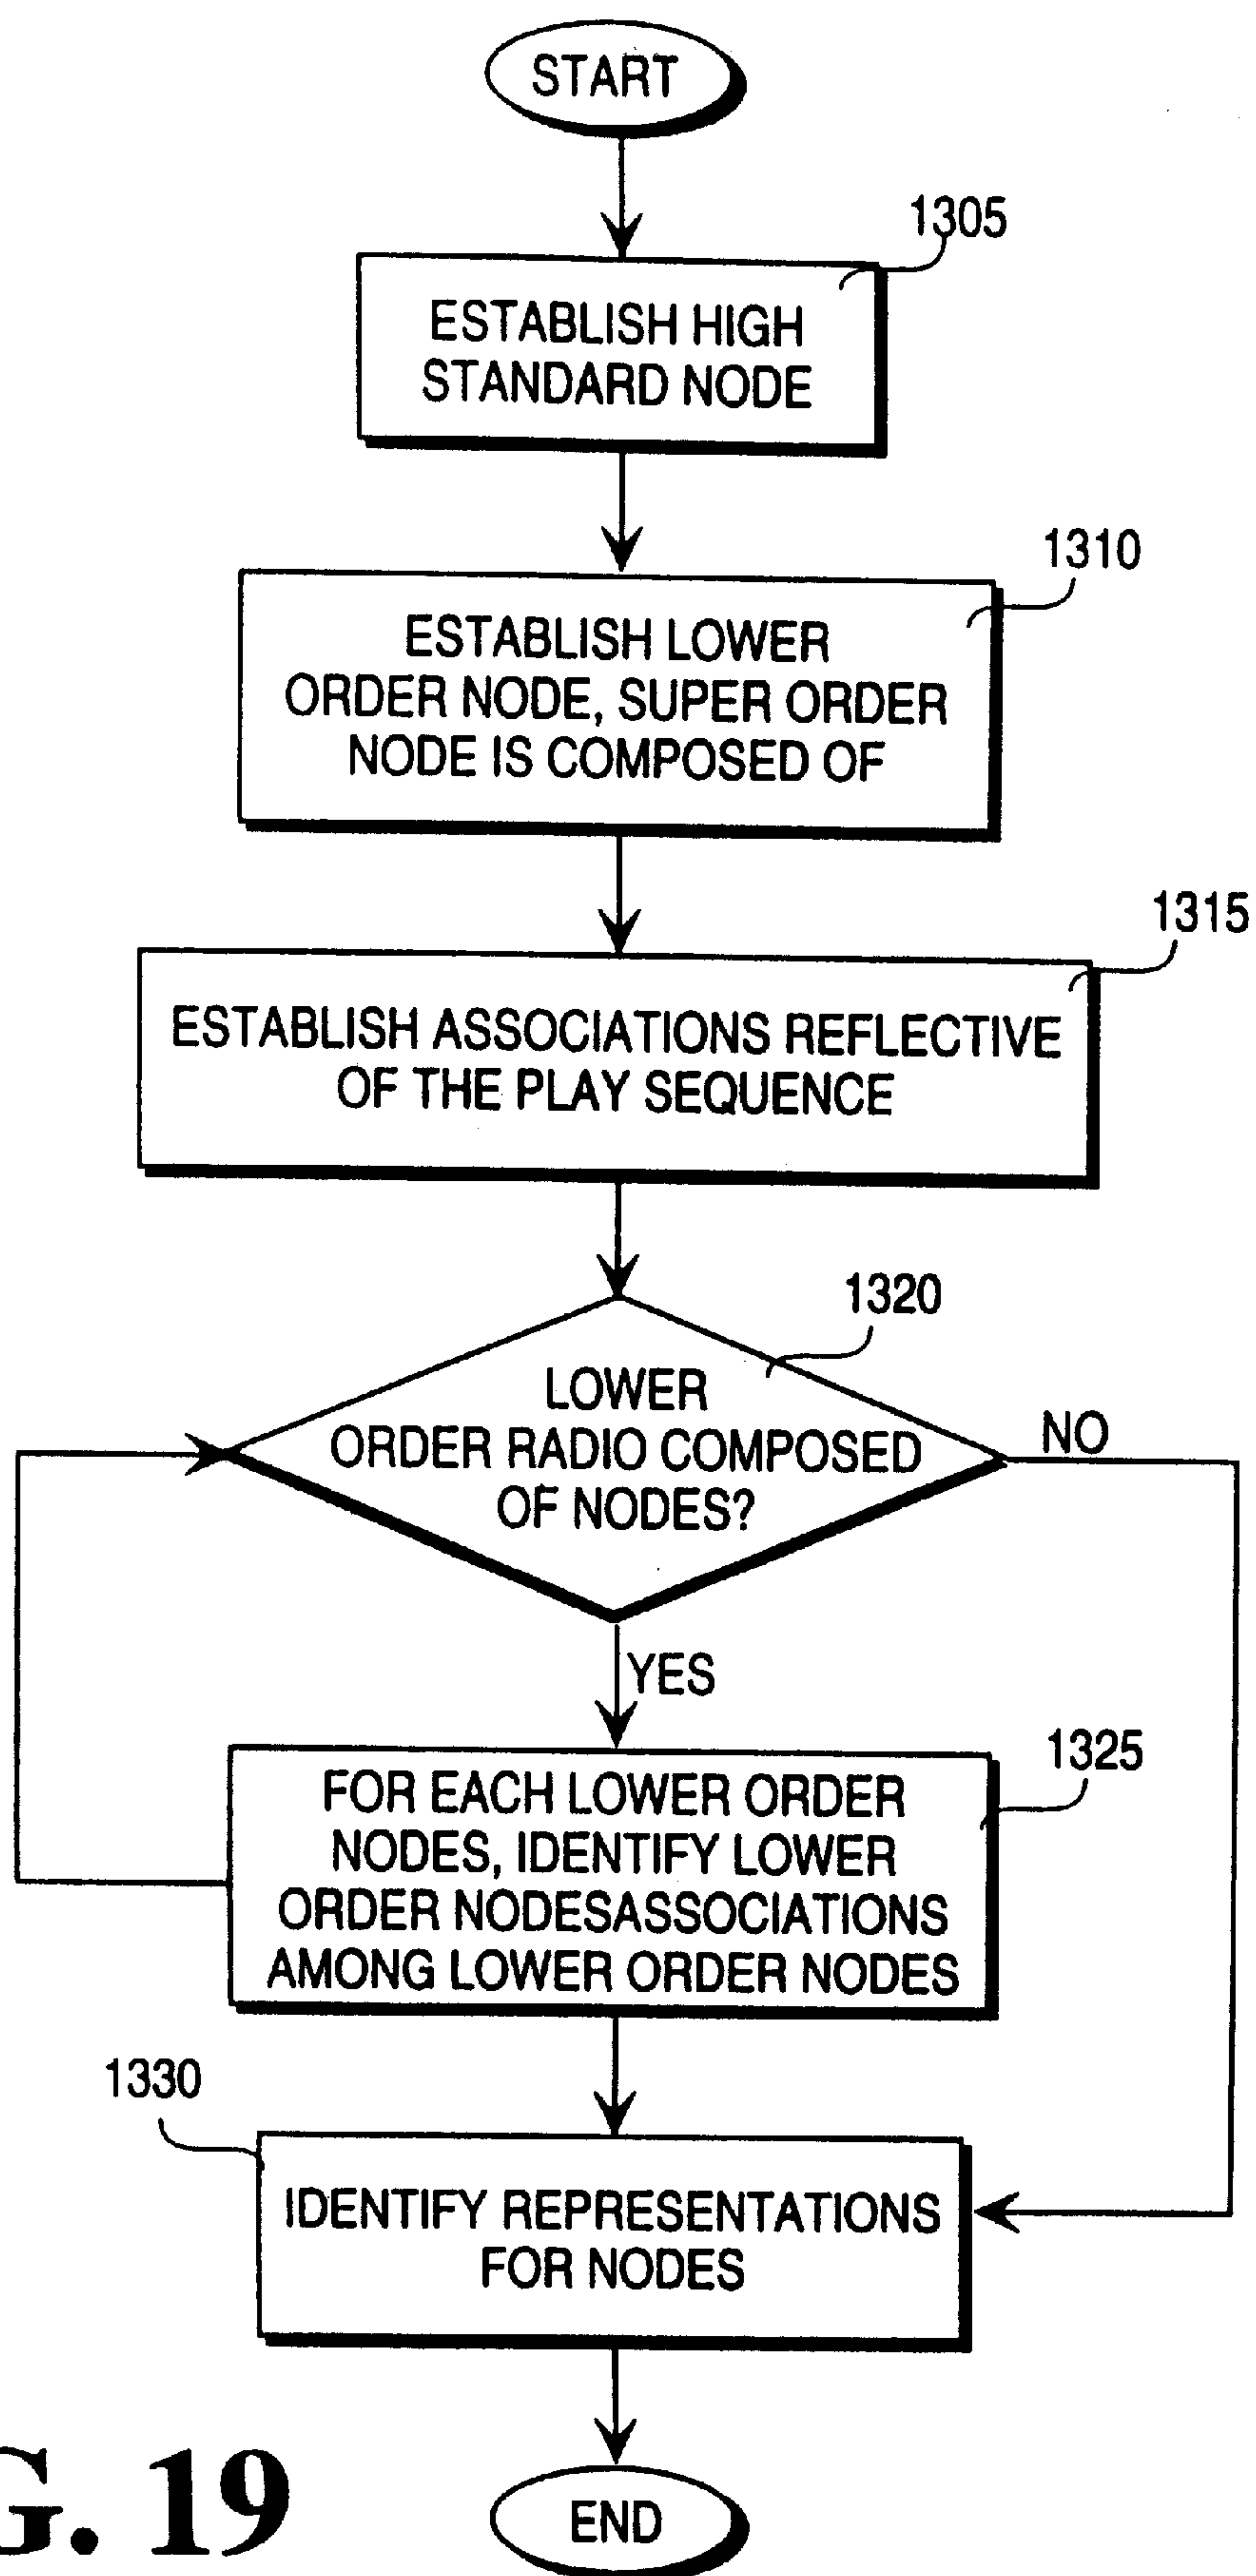 START
1305
ESTABLISH HIGH
STANDARD NODE
1310
ESTABLISH LOWER
ORDER NODE, SUPER ORDER
NODE IS COMPOSED OF
1315
ESTABLISH ASSOCIATIONS REFLECTIVE
OF THE PLAY SEQUENCE
1320
LOWER
ORDER RADIO COMPOSED
OF NODES?
NO
YES
1325
FOR EACH LOWER ORDER
NODES, IDENTIFY LOWER
ORDER NODESASSOCIATIONS
AMONG LOWER ORDER NODES
1330
IDENTIFY REPRESENTATIONS
FOR NODES
END
G. 19